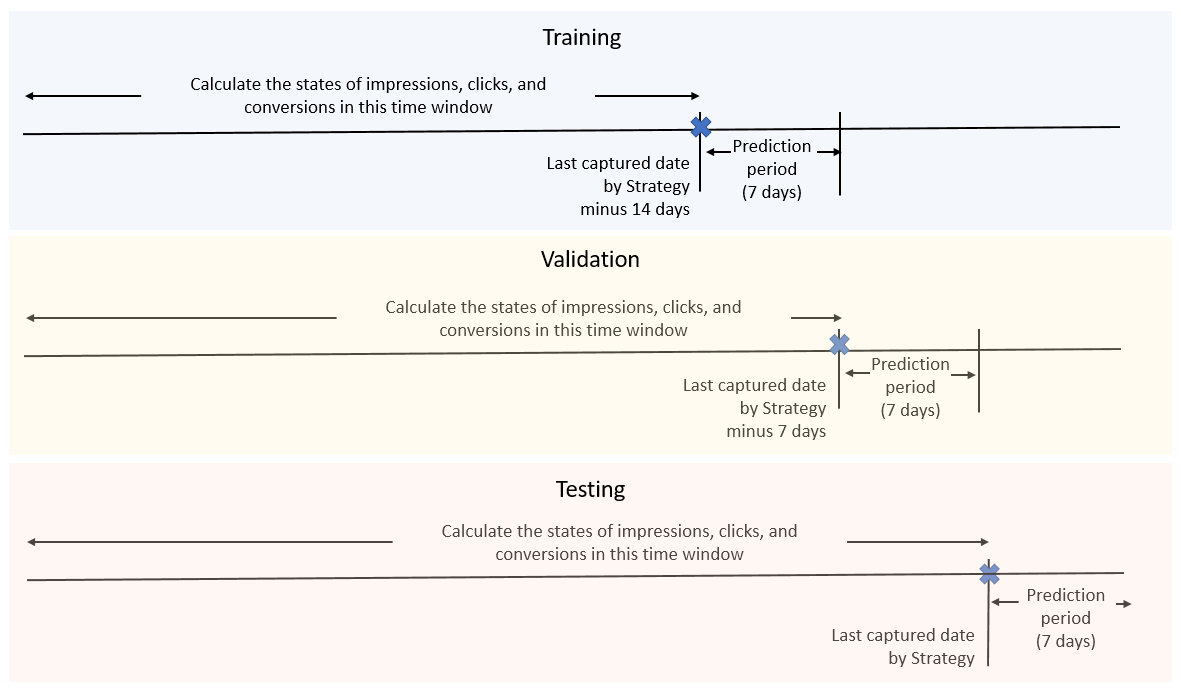 Training
Calculate the states of impressions, clicks, and
conversions in this time window
Last captured date
by Strategy
minus 14 days
Prediction
period
(7 days)
Validation
Calculate the states of impressions, clicks, and
conversions in this time window
Last captured date
by Strategy
minus 7 days
Prediction
period
(7 days)
Testing
Calculate the states of impressions, clicks, and
conversions in this time window
Last captured date
by Strategy
Prediction
period
(7 days)